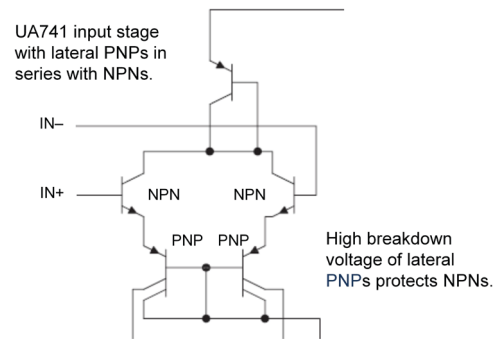 UA741 input stage
with lateral PNPs in
series with NPNs.
IN–
IN+
NPN
NPN
PNP
PNP
High breakdown
voltage of lateral
PNPs protects NPNs.